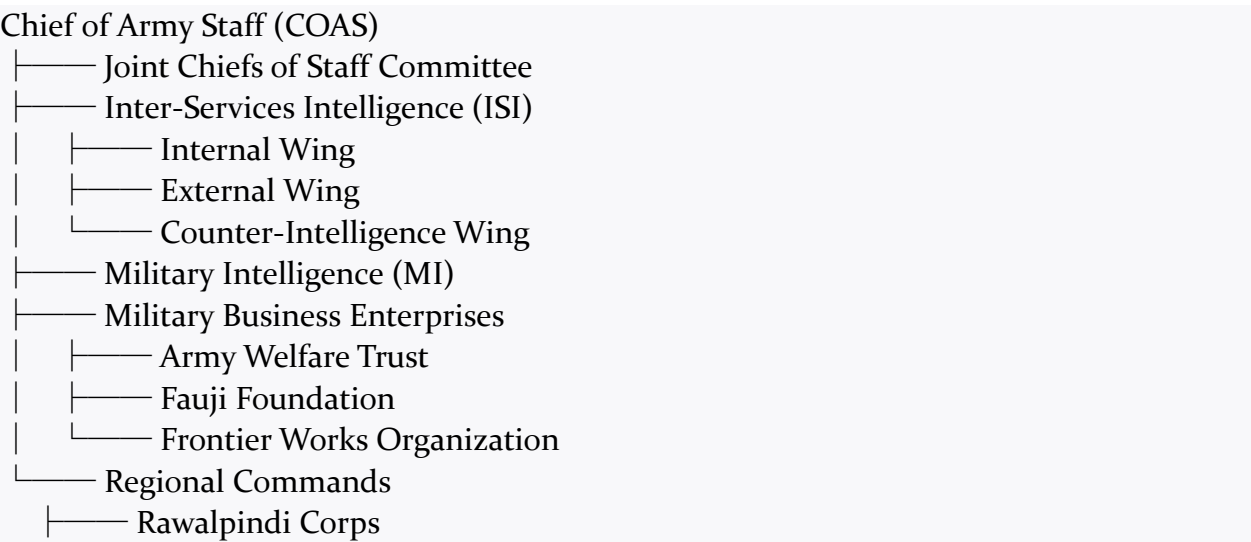 Chief of Army Staff (COAS)
├── Joint Chiefs of Staff Committee
├── Inter-Services Intelligence (ISI)
│   ├── Internal Wing
│   ├── External Wing
│   └── Counter-Intelligence Wing
├── Military Intelligence (MI)
├── Military Business Enterprises
│   ├── Army Welfare Trust
│   ├── Fauji Foundation
│   └── Frontier Works Organization
└── Regional Commands
    ├── Rawalpindi Corps